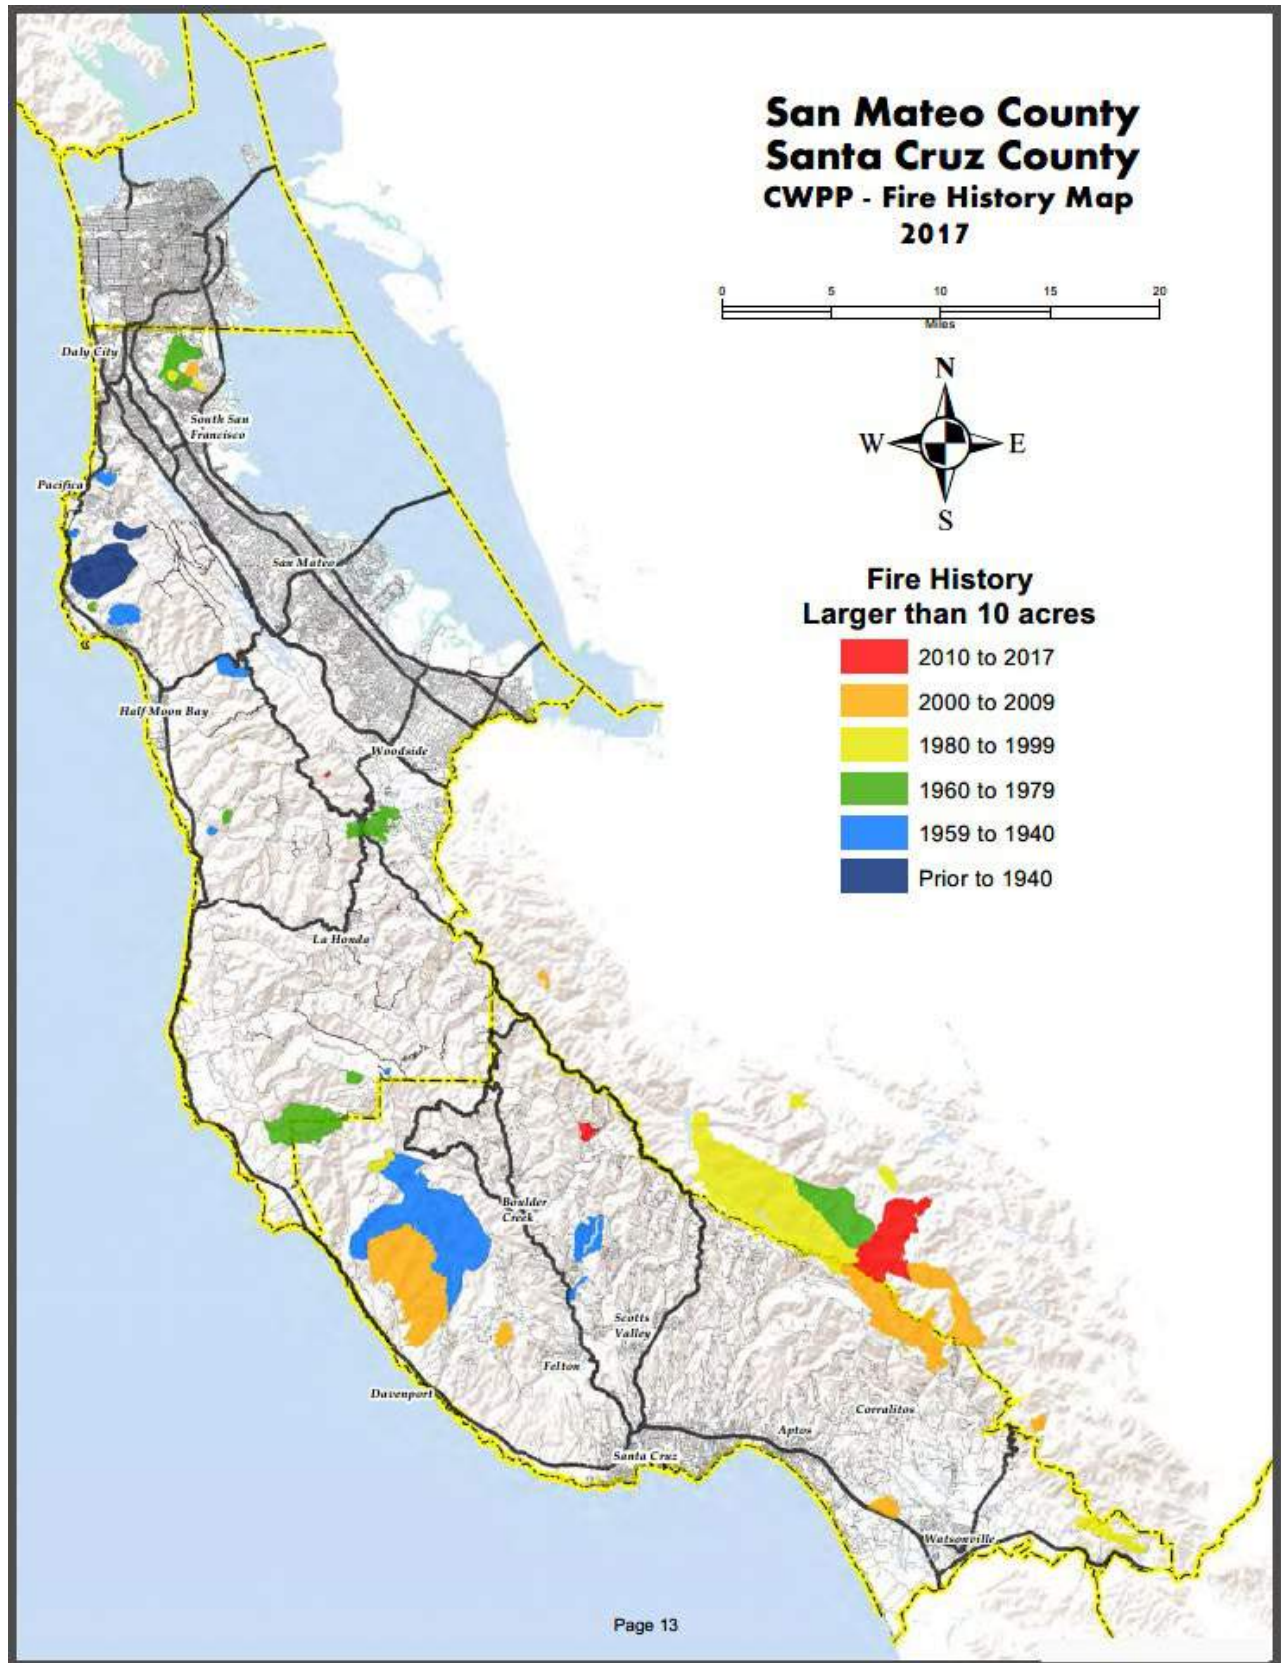 San Mateo County
Santa Cruz County
CWPP - Fire History Map
2017
0 5 10 15 20
Miles
N
W E
S
Fire History
Larger than 10 acres
2010 to 2017
2000 to 2009
1980 to 1999
1960 to 1979
1959 to 1940
Prior to 1940
Daly City
South San
Francisco
Pacifica
San Mateo
Half Moon Bay
Woodside
La Honda
Boulder
Creek
Scotts
Valley
Felton
Davenport
Corralitos
Aptos
Santa Cruz
Watsonville
Page 13